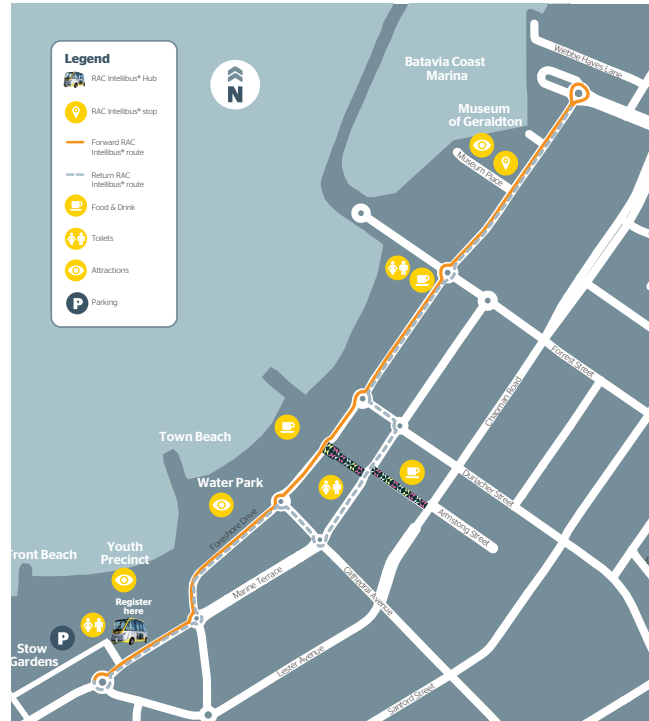 Legend
RAC Intellibus® Hub
RAC Intellibus® stop
Forward RAC
Intellibus® route
Return RAC
Intellibus® route
Food & Drink
Toilets
Attractions
P
Parking
N
Batavia Coast
Marina
Wiebbe Hayes Lane
Museum
of Geraldton
Museum Place
Forrest Street
Chapman Road
Town Beach
Durlacher Street
Water Park
Armstong Street
Foreshore Drive
Front Beach
Youth
Precinct
Marine Terrace
Cathedral Avenue
Register
here
P
Stow
Gardens
Lester Avenue
Sanford Street